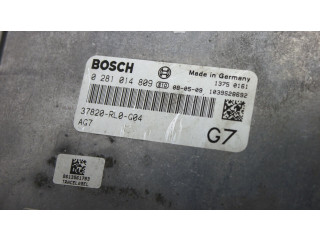 BOSCH
Made in Germany
0 281 014 809
08-05-09
1375 0161
1039S20692
37820-RL0-G04
AG7
G7